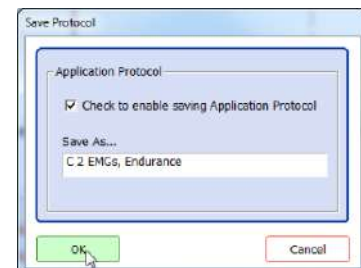 Save Protocol
Application Protocol
Check to enable saving Application Protocol
Save As...
C 2 EMGs, Endurance
OK
Cancel